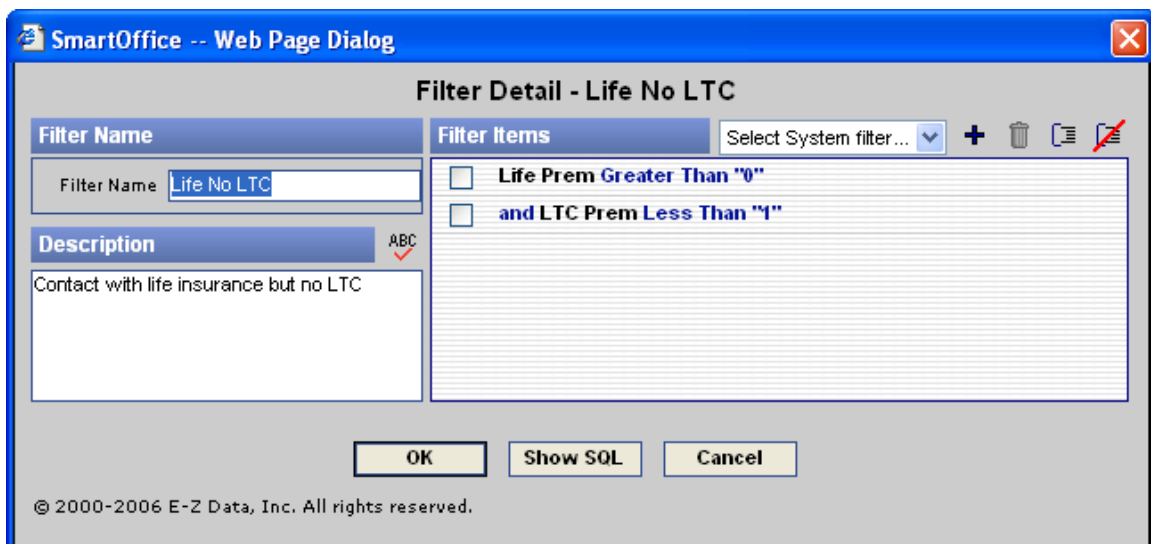 SmartOffice -- Web Page Dialog
Filter Detail - Life No LTC
Filter Name
Filter Items
Select System filter...
Filter Name Life No LTC
Life Prem Greater Than "0"
and LTC Prem Less Than "1"
Description
ABC
Contact with life insurance but no LTC
OK
Show SQL
Cancel
© 2000-2006 E-Z Data, Inc. All rights reserved.